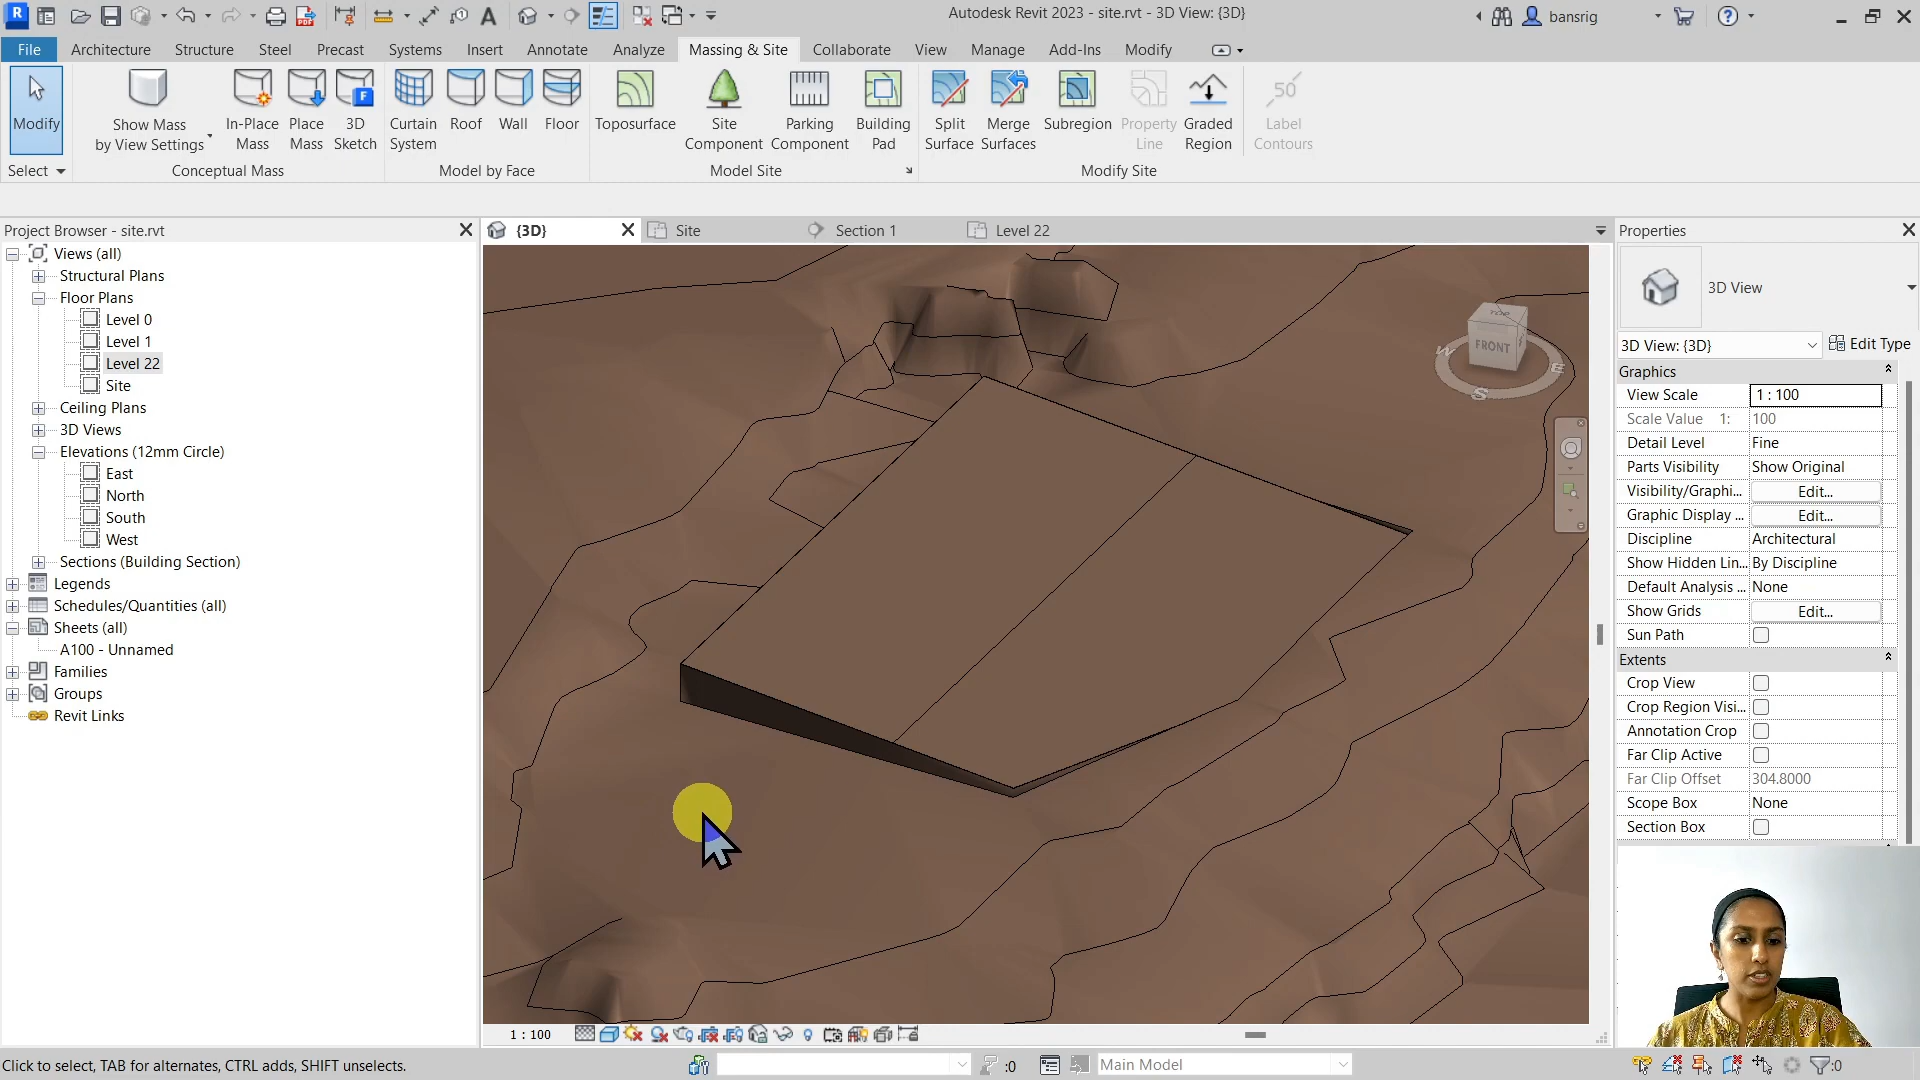 Autodesk Revit 2023 - site.rvt - 3D View: {3D}
bansrig
File Architecture Structure Steel Precast Systems Insert Annotate Analyze Massing & Site Collaborate View Manage Add-Ins Modify
Modify
Show Mass
by View Settings
In-Place
Mass
Place
Mass
3D
Sketch
Curtain
System
Roof
Wall
Floor
Toposurface
Site
Component
Parking
Component
Building
Pad
Split
Surface
Merge
Surfaces
Subregion
Property
Line
Graded
Region
50
Label
Contours
Select
Conceptual Mass
Model by Face
Model Site
Modify Site
Project Browser - site.rvt
Views (all)
Structural Plans
Floor Plans
Level 0
Level 1
Level 22
Site
Ceiling Plans
3D Views
Elevations (12mm Circle)
East
North
South
West
Sections (Building Section)
Legends
Schedules/Quantities (all)
Sheets (all)
A100 - Unnamed
Families
Groups
Revit Links
{3D}
Site
Section 1
Level 22
TOP
FRONT
W
S
E
Properties
3D View
3D View: {3D}
Edit Type
Graphics
View Scale 1 : 100
Scale Value 1: 100
Detail Level Fine
Parts Visibility Show Original
Visibility/Graphi... Edit...
Graphic Display ... Edit...
Discipline Architectural
Show Hidden Lin... By Discipline
Default Analysis ... None
Show Grids Edit...
Sun Path
Extents
Crop View
Crop Region Visi...
Annotation Crop
Far Clip Active
Far Clip Offset 304.8000
Scope Box None
Section Box
1 : 100
Click to select, TAB for alternates, CTRL adds, SHIFT unselects.
:0
Main Model
:0